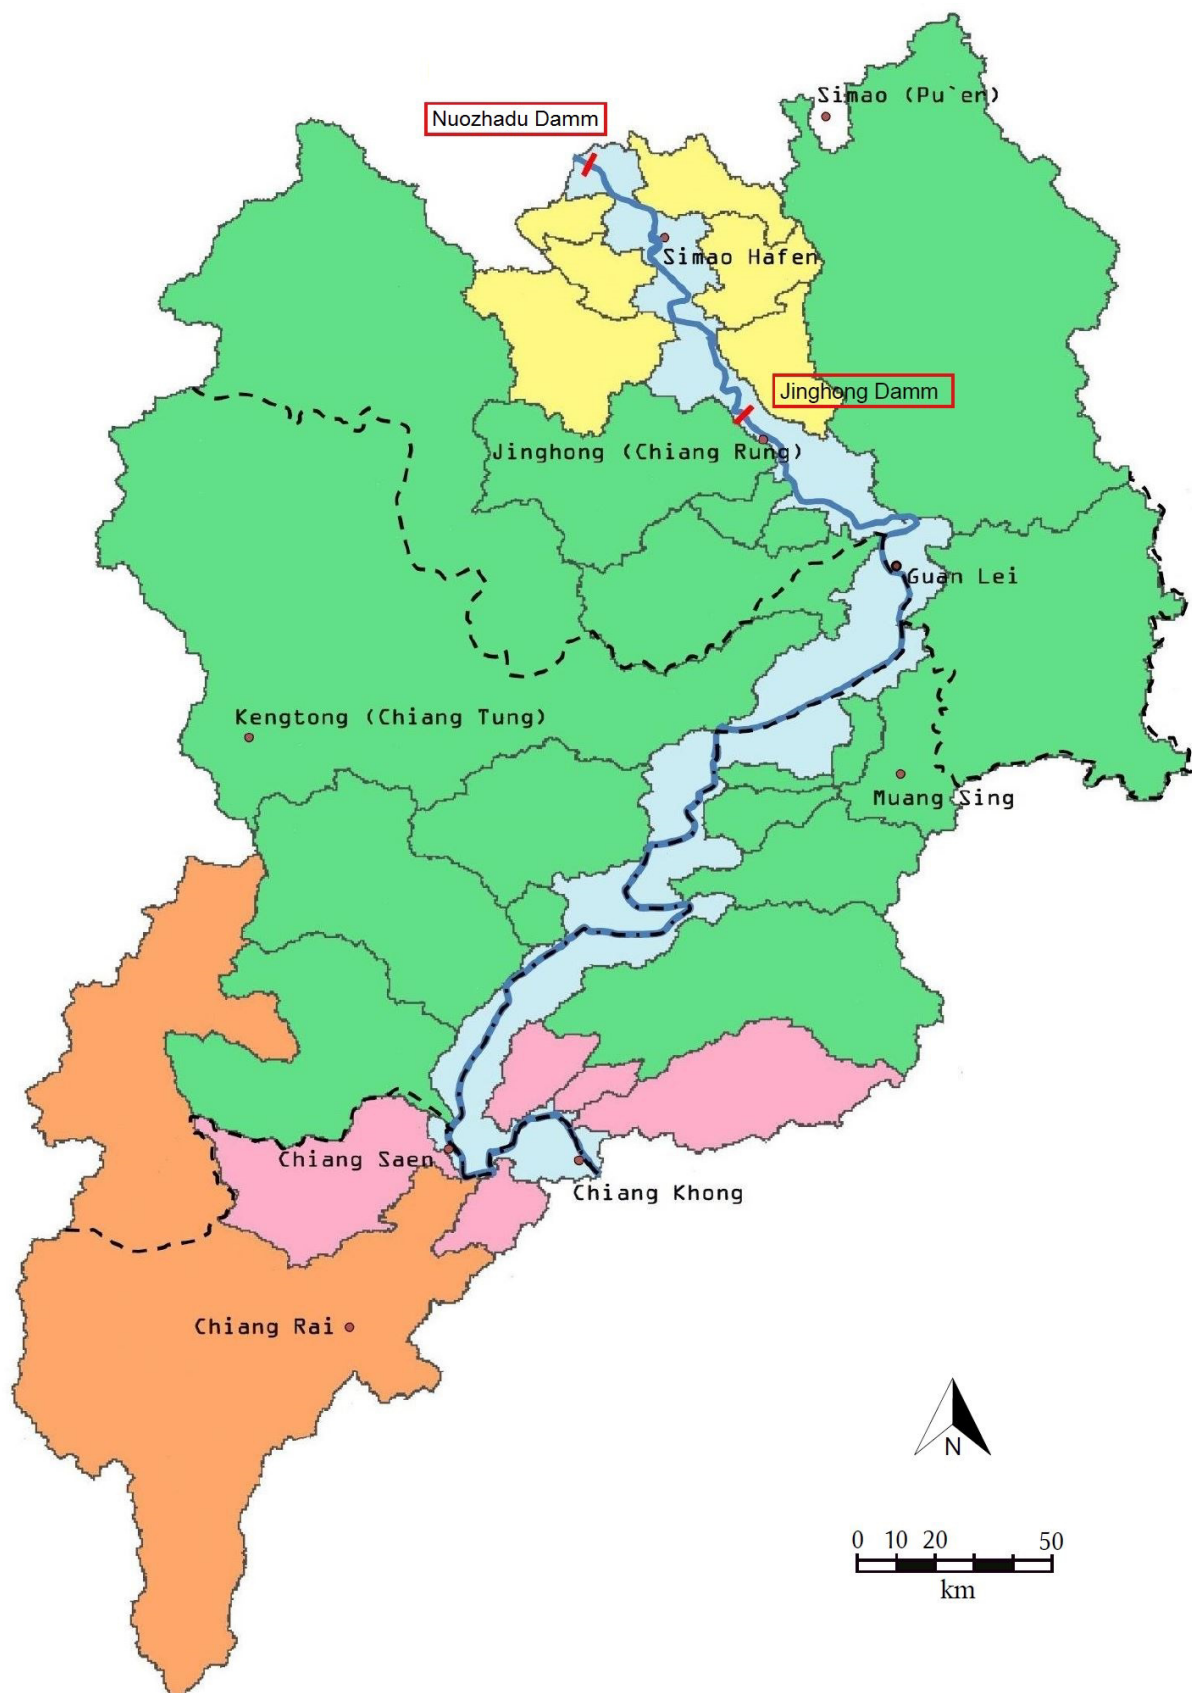 Simao (Pu`en)
Nuozhadu Damm
Simao Hafen
Jinghong Damm
Jinghong (Chiang Rung)
Guan Lei
Kengtong (Chiang Tung)
Muang Sing
Chiang Saen
Chiang Khong
Chiang Rai
N
0 10 20 50
km